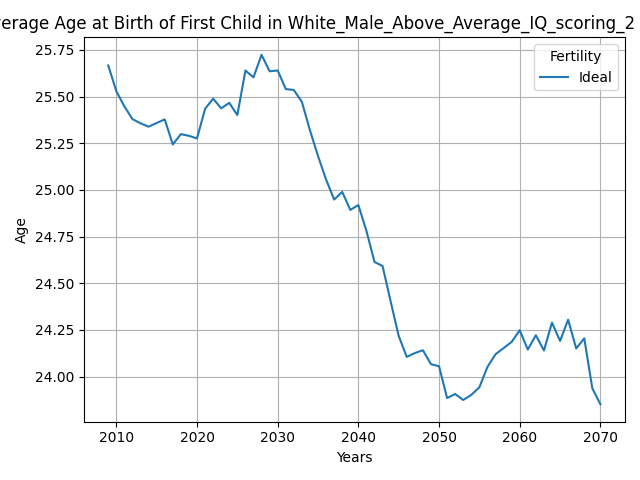 verage Age at Birth of First Child in White_Male_Above_Average_IQ_scoring_2
Fertility
Ideal
25.75
25.50
25.25
25.00
24.75
24.50
24.25
24.00
Age
2010 2020 2030 2040 2050 2060 2070
Years